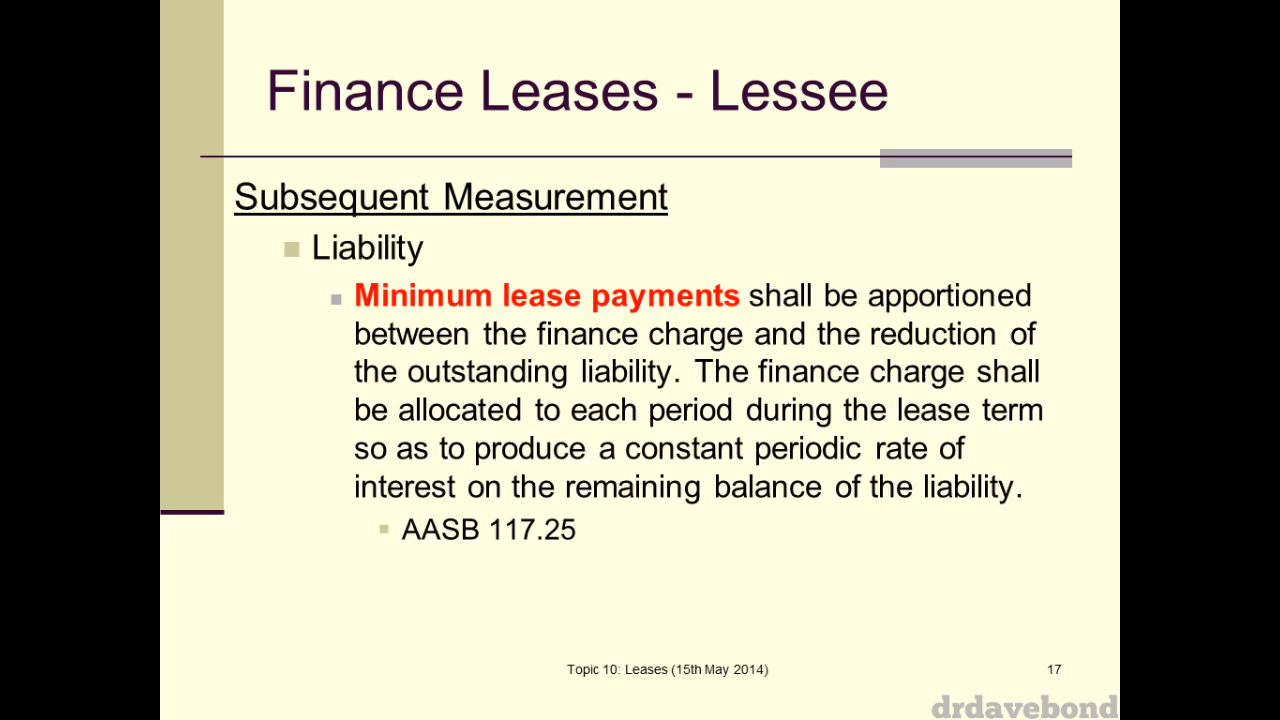 Finance Leases - Lessee
Subsequent Measurement
Liability
Minimum lease payments shall be apportioned
between the finance charge and the reduction of
the outstanding liability. The finance charge shall
be allocated to each period during the lease term
so as to produce a constant periodic rate of
interest on the remaining balance of the liability.
AASB 117.25
Topic 10: Leases (15th May 2014)
17
drdavebond